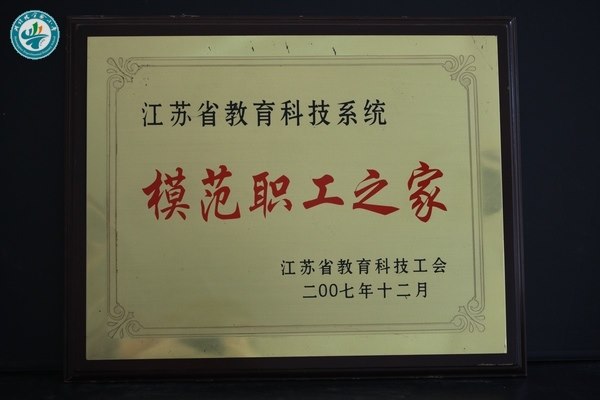 江苏省教育科技系统
模范职工之家
江苏省教育科技工会
二00七年十二月